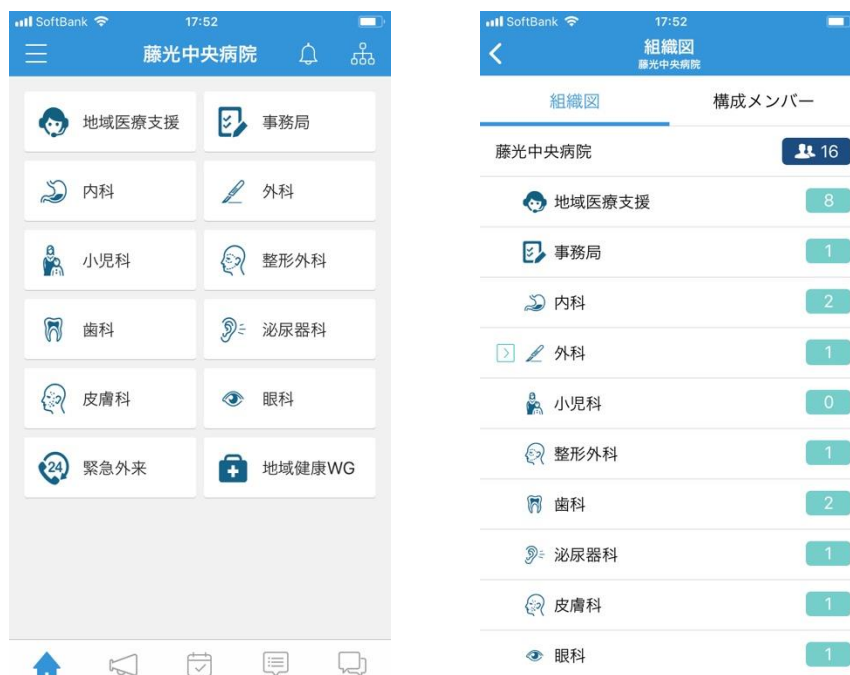 SoftBank 17:52
藤光中央病院
地域医療支援
事務局
内科
外科
小児科
整形外科
歯科
泌尿器科
皮膚科
眼科
24
緊急外来
地域健康WG
SoftBank 17:52
組織図
藤光中央病院
組織図 構成メンバー
藤光中央病院 16
地域医療支援 8
事務局 1
内科 2
外科 1
小児科 0
整形外科 1
歯科 2
泌尿器科 1
皮膚科 1
眼科 1